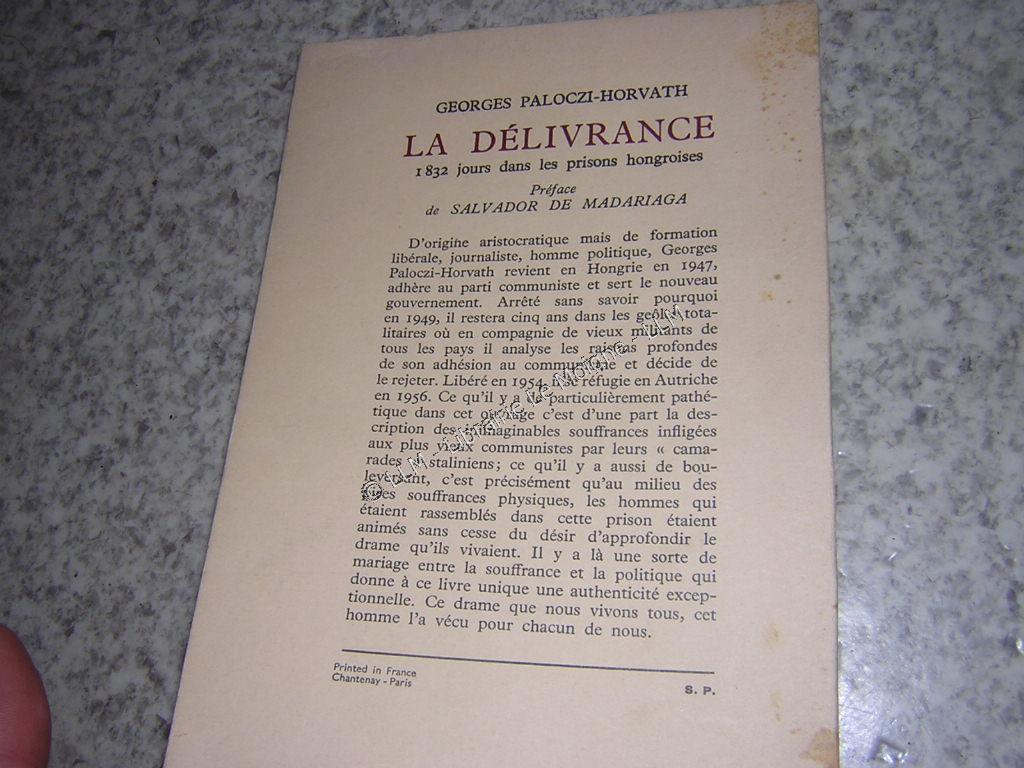 GEORGES PALOCZI-HORVATH
LA DÉLIVRANCE
1 832 jours dans les prisons hongroises
Préface
de SALVADOR DE MADARIAGA
D'origine aristocratique mais de formation
libérale, journaliste, homme politique, Georges
Paloczi-Horvath revient en Hongrie en 1947,
adhère au parti communiste et sert le nouveau
gouvernement. Arrêté sans savoir pourquoi
en 1949, il restera cinq ans dans les geôles tota-
litaires où en compagnie de vieux militants de
tous les pays il analyse les raisons profondes
de son adhésion au communisme et décide de
le rejeter. Libéré en 1954, il se réfugie en Autriche
en 1956. Ce qu'il y a de particulièrement pathé-
tique dans cet ouvrage c'est d'une part la des-
cription des inimaginables souffrances infligées
aux plus vieux communistes par leurs « cama-
rades » staliniens; ce qu'il y a aussi de bou-
leversant, c'est précisément qu'au milieu des
pires souffrances physiques, les hommes qui
étaient rassemblés dans cette prison étaient
animés sans cesse du désir d'approfondir le
drame qu'ils vivaient. Il y a là une sorte de
mariage entre la souffrance et la politique qui
donne à ce livre unique une authenticité excep-
tionnelle. Ce drame que nous vivons tous, cet
homme l'a vécu pour chacun de nous.
Printed in France
Chantenay - Paris
S. P.
© LLM - Librairie Le Moigne - LLM